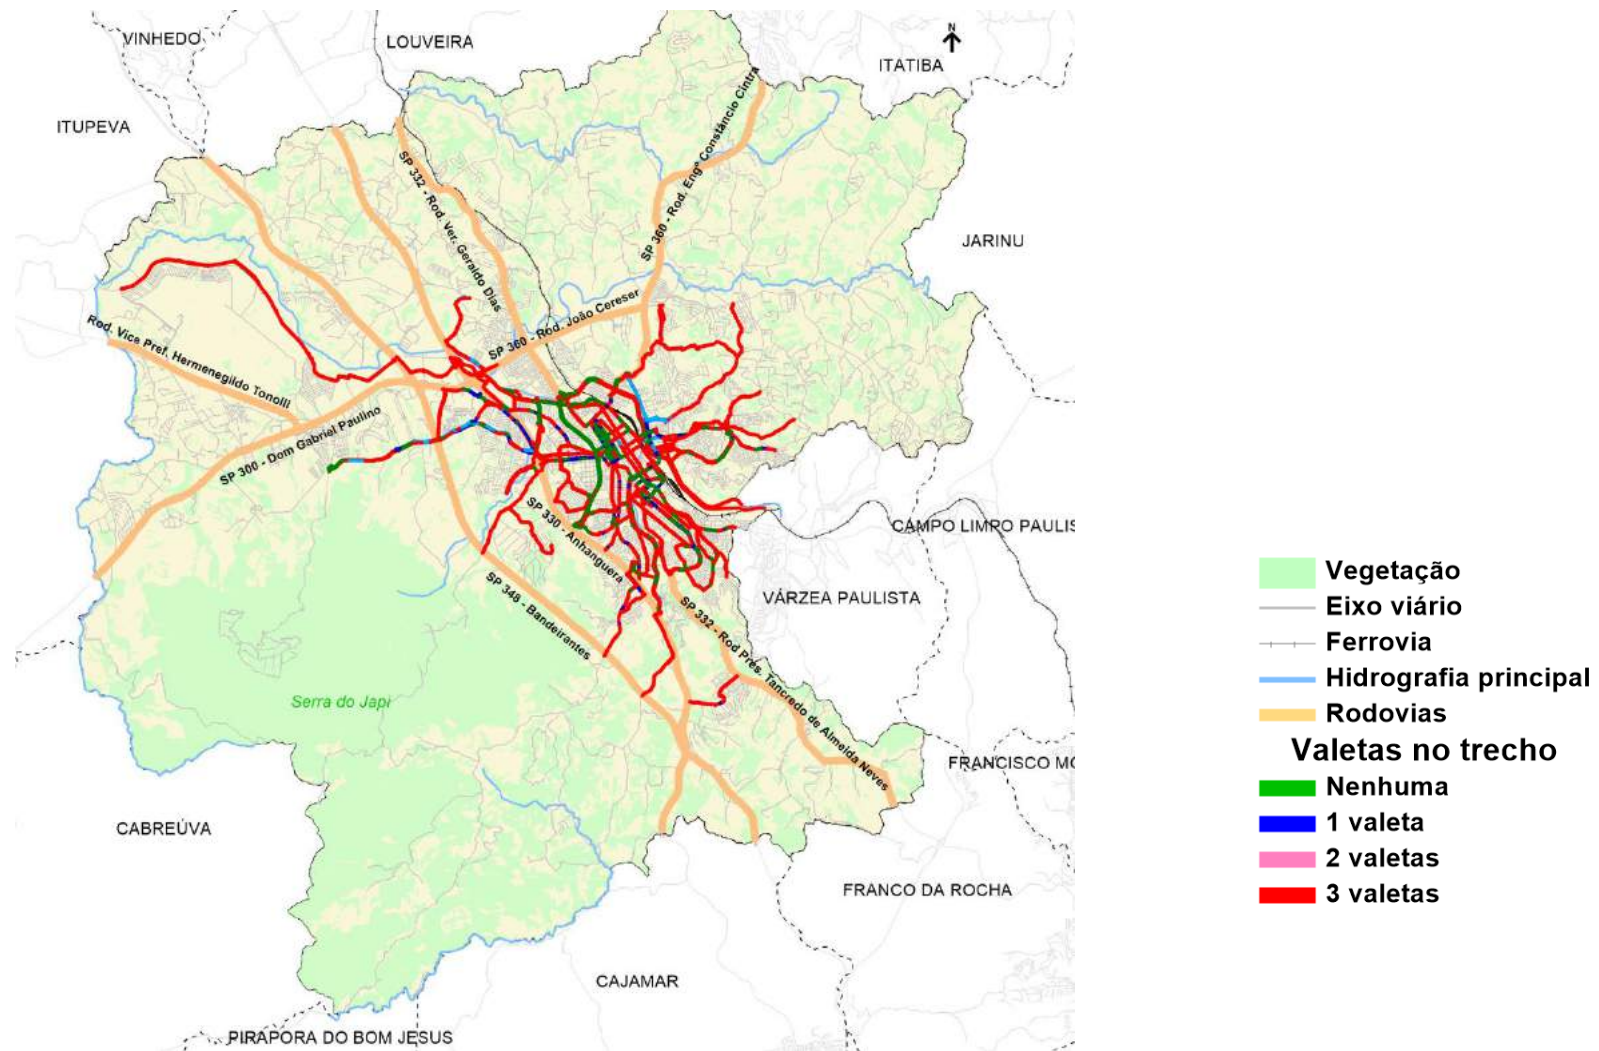 VINHEDO
LOUVEIRA
N
ITATIBA
ITUPEVA
JARINU
SP 332 - Rod. Ver. Geraldo Dias
SP 360 - Rod. Engº Constâncio Cintra
SP 360 - Rod. João Cereser
Rod. Vice Pref. Hermenegildo Tonolli
SP 300 - Dom Gabriel Paulino
SP 330 - Anhanguera
SP 348 - Bandeirantes
SP 332 - Rod Pres. Tancredo de Almeida Neves
CAMPO LIMPO PAULIS
VÁRZEA PAULISTA
Serra do Japi
FRANCISCO MO
CABREÚVA
FRANCO DA ROCHA
CAJAMAR
PIRAPORA DO BOM JESUS
Vegetação
Eixo viário
Ferrovia
Hidrografia principal
Rodovias
Valetas no trecho
Nenhuma
1 valeta
2 valetas
3 valetas